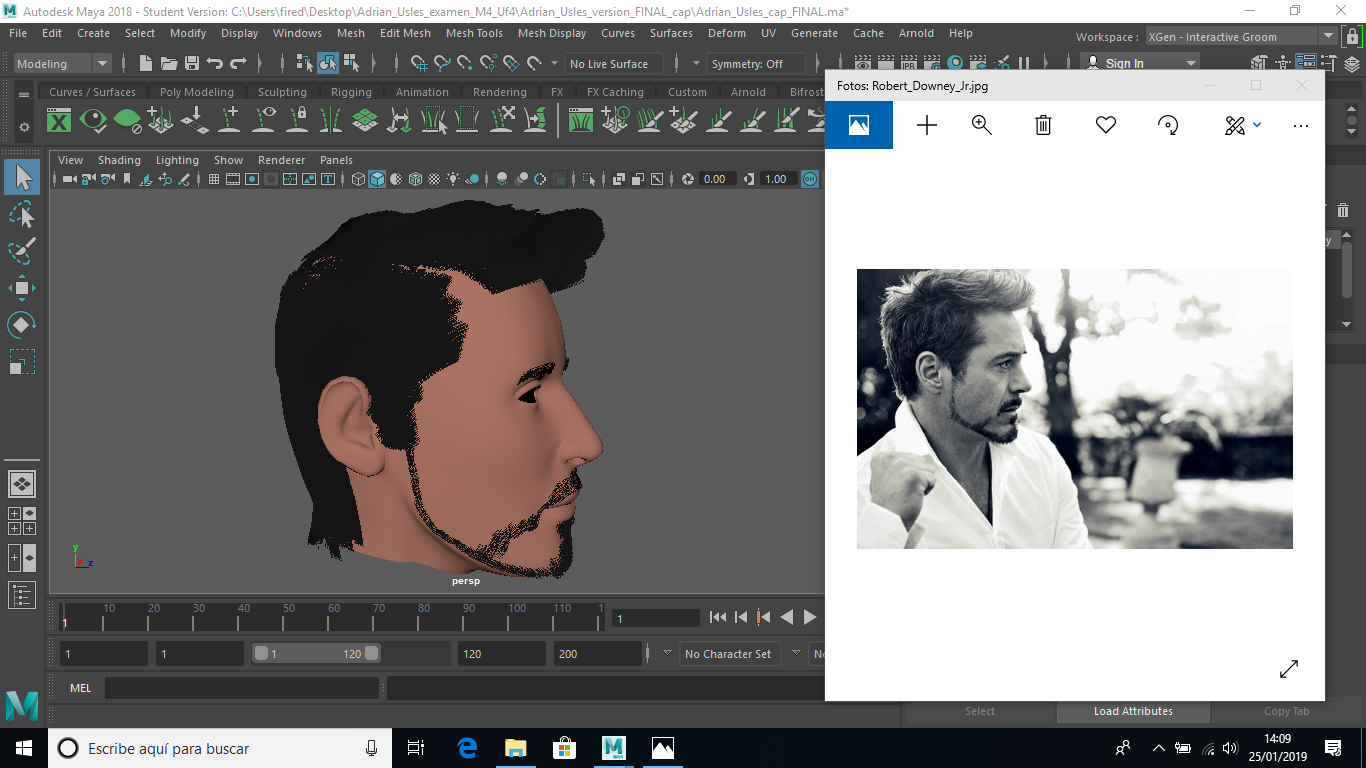 Autodesk Maya 2018 - Student Version: C:\Users\fired\Desktop\Adrian_Usles_examen_M4_Uf4\Adrian_Usles_version_FINAL_cap\Adrian_Usles_cap_FINAL.ma*
File Edit Create Select Modify Display Windows Mesh Edit Mesh Mesh Tools Mesh Display Curves Surfaces Deform UV Generate Cache Arnold Help
Workspace : XGen - Interactive Groom
Modeling No Live Surface Symmetry: Off Sign In
Curves / Surfaces Poly Modeling Sculpting Rigging Animation Rendering FX FX Caching Custom Arnold Bifrost
Fotos: Robert_Downey_Jr.jpg
View Shading Lighting Show Renderer Panels
0.00 1.00 ON
y
z
persp
10 20 30 40 50 60 70 80 90 100 110 1
1
1
1 1 1 120 120 200 No Character Set
MEL
Select Load Attributes Copy Tab
Escribe aquí para buscar
MAYA
14:09
25/01/2019